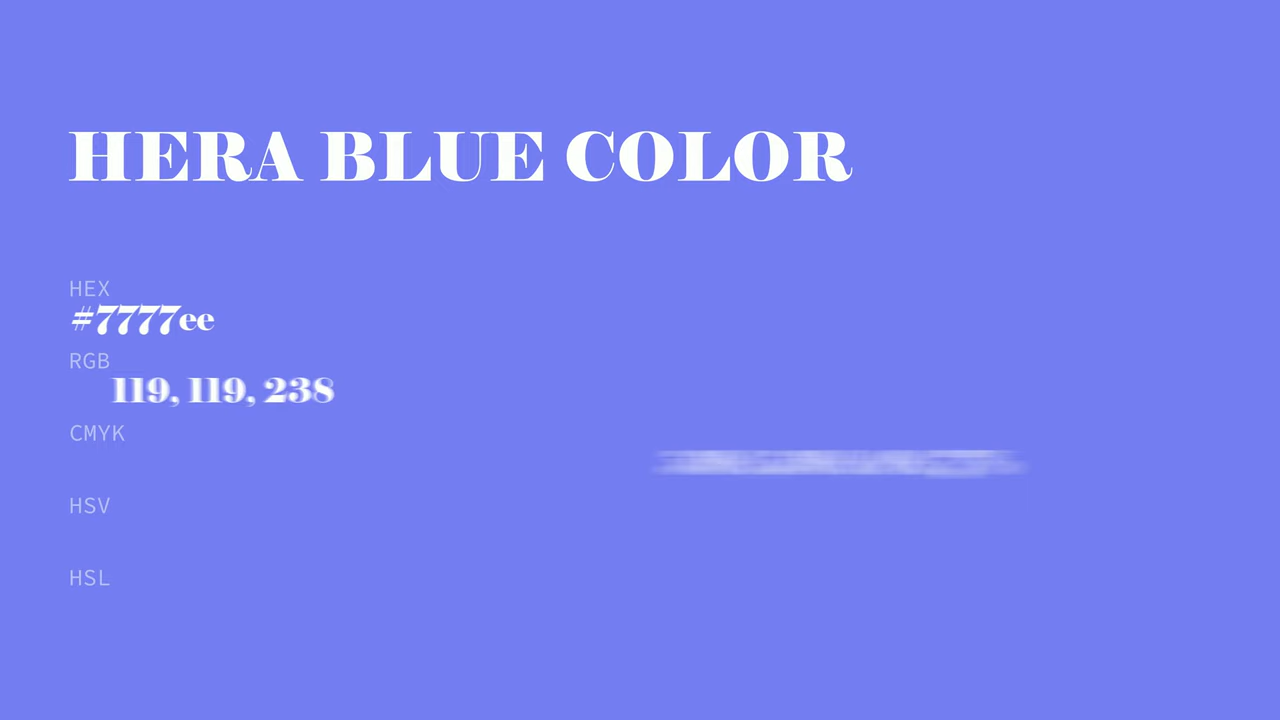 HERA BLUE COLOR
HEX
#7777ee
RGB
119, 119, 238
CMYK
HSV
HSL